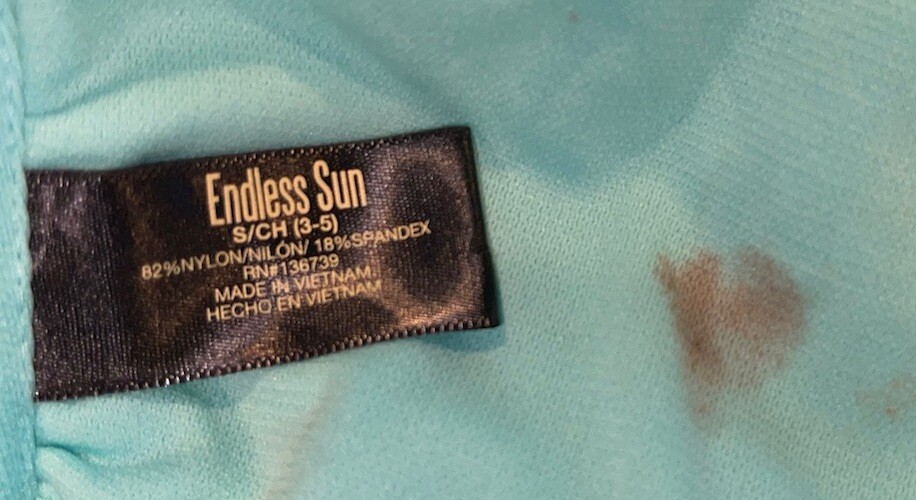 Endless Sun
S/CH (3-5)
82%NYLON/NILÓN/ 18%SPANDEX
RN#136739
MADE IN VIETNAM
HECHO EN VIETNAM